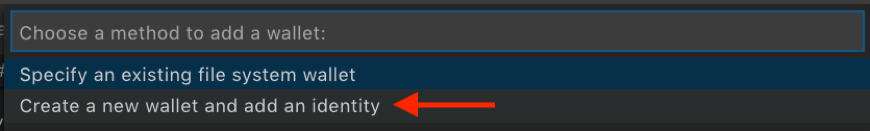 Choose a method to add a wallet:
Specify an existing file system wallet
Create a new wallet and add an identity